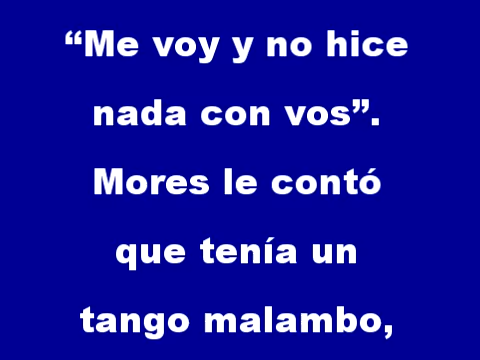 “Me voy y no hice
nada con vos”.
Mores le contó
que tenía un
tango malambo,